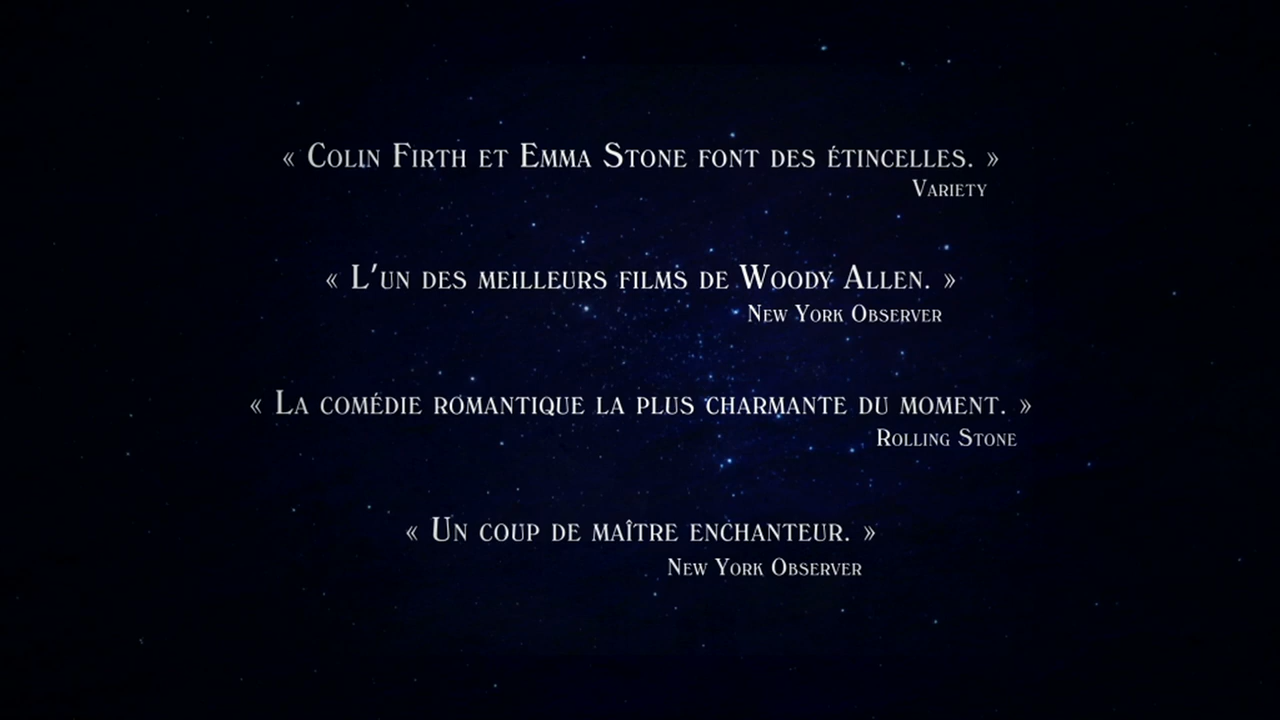 « Colin Firth et Emma Stone font des étincelles. »
Variety
« L'un des meilleurs films de Woody Allen. »
New York Observer
« La comédie romantique la plus charmante du moment. »
Rolling Stone
« Un coup de maître enchanteur. »
New York Observer